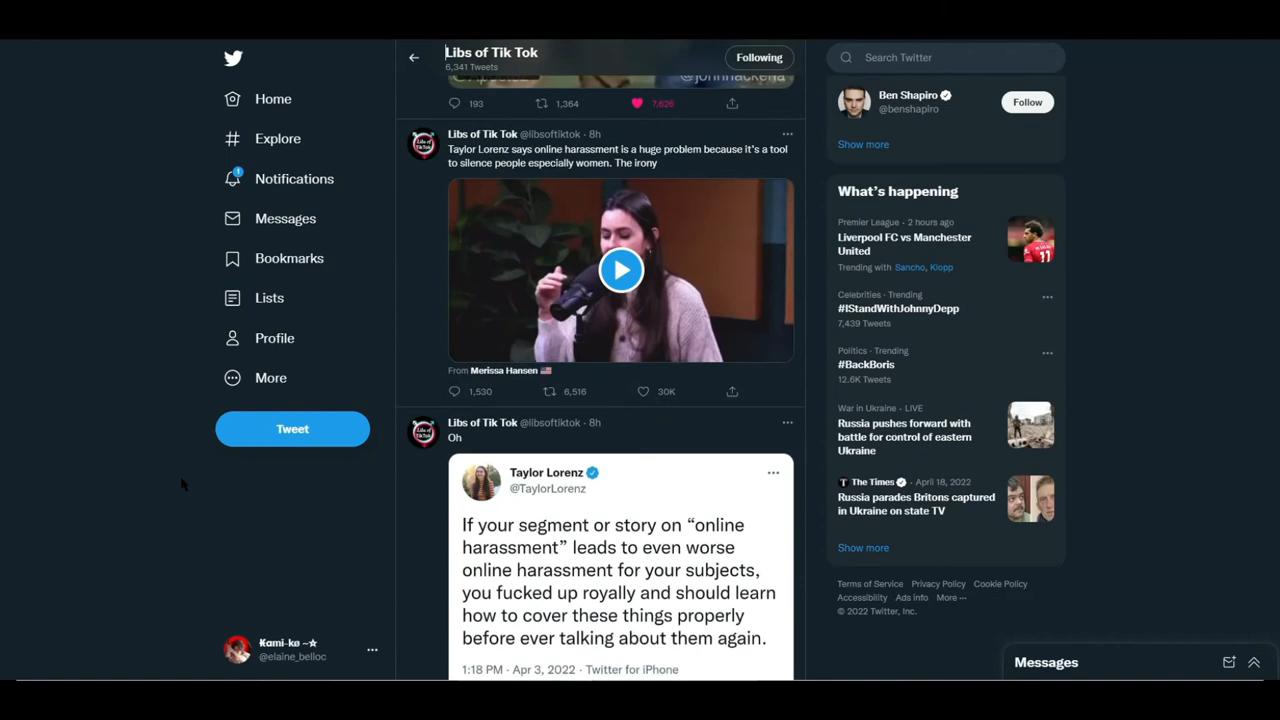 Home
Explore
1
Notifications
Messages
Bookmarks
Lists
Profile
More
Tweet
@elaine_belloc
Libs of Tik Tok
6,341 Tweets
Following
193
1,364
7,626
Libs of Tik Tok @libsoftiktok · 8h
Taylor Lorenz says online harassment is a huge problem because it's a tool
to silence people especially women. The irony
From Merissa Hansen
1,530
6,516
30K
Libs of Tik Tok @libsoftiktok · 8h
Oh
Taylor Lorenz
@TaylorLorenz
If your segment or story on "online
harassment" leads to even worse
online harassment for your subjects,
you fucked up royally and should learn
how to cover these things properly
before ever talking about them again.
1:18 PM · Apr 3, 2022 · Twitter for iPhone
Search Twitter
Ben Shapiro
@benshapiro
Follow
Show more
What's happening
Premier League · 2 hours ago
Liverpool FC vs Manchester
United
Trending with Sancho, Klopp
Celebrities · Trending
#IStandWithJohnnyDepp
7,439 Tweets
Politics · Trending
#BackBoris
12.6K Tweets
War in Ukraine · LIVE
Russia pushes forward with
battle for control of eastern
Ukraine
The Times · April 18, 2022
Russia parades Britons captured
in Ukraine on state TV
Show more
Terms of Service Privacy Policy Cookie Policy
Accessibility Ads info More ···
© 2022 Twitter, Inc.
Messages